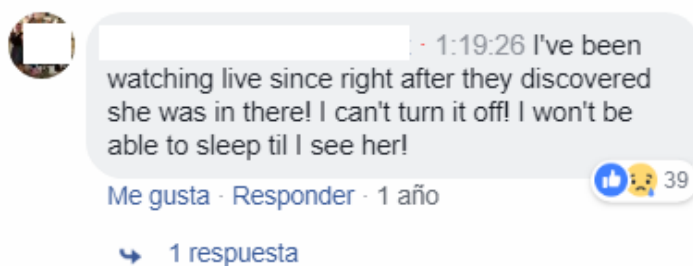 · 1:19:26 I've been
watching live since right after they discovered
she was in there! I can't turn it off! I won't be
able to sleep til I see her!
39
Me gusta · Responder · 1 año
1 respuesta